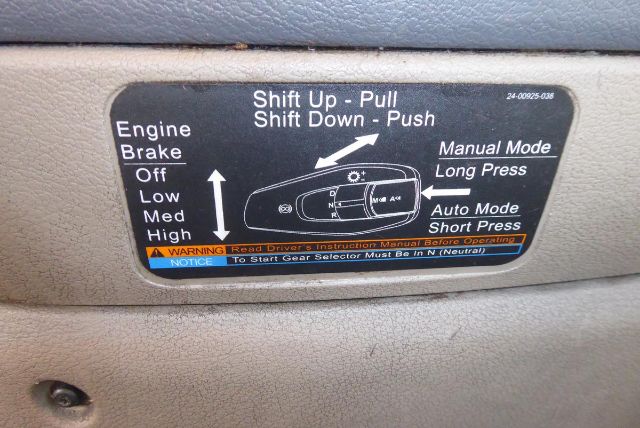 24-00925-036
Shift Up - Pull
Shift Down - Push
Engine
Brake
Off
Low
Med
High
Manual Mode
Long Press
Auto Mode
Short Press
+
-
D
N
R
M
A
WARNING Read Driver's Instruction Manual Before Operating
NOTICE To Start Gear Selector Must Be In N (Neutral)